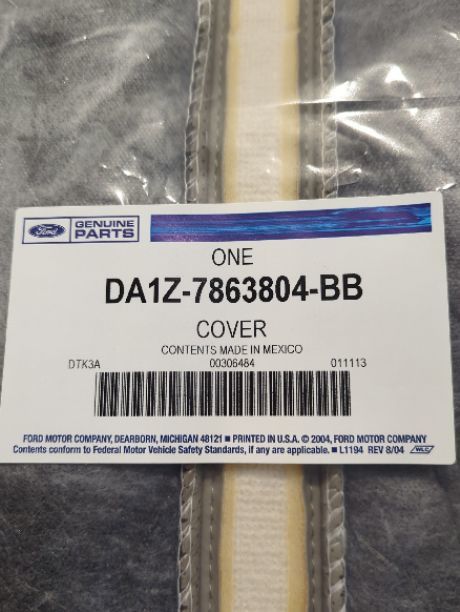 Ford
GENUINE
PARTS
ONE
DA1Z-7863804-BB
COVER
CONTENTS MADE IN MEXICO
DTK3A 00306484 011113
FORD MOTOR COMPANY, DEARBORN, MICHIGAN 48121 ■ PRINTED IN U.S.A. © 2004, FORD MOTOR COMPANY
Contents conform to Federal Motor Vehicle Safety Standards, if any are applicable. ■ L1194 REV 8/04 WLC